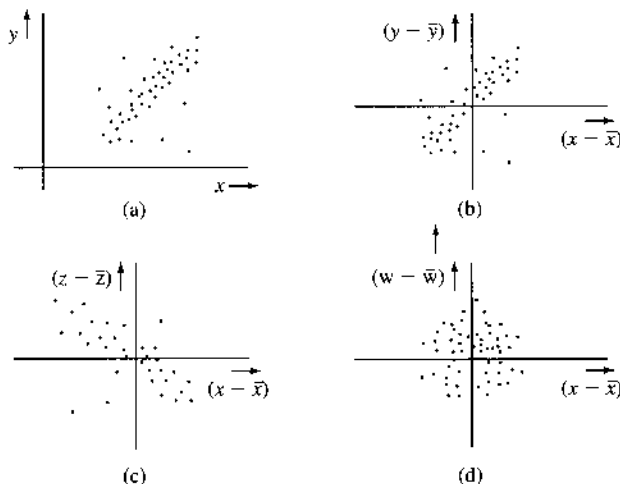 y
x
(a)
(y − ȳ)
(x − x̄)
(b)
(z − z̄)
(x − x̄)
(c)
(w − w̄)
(x − x̄)
(d)